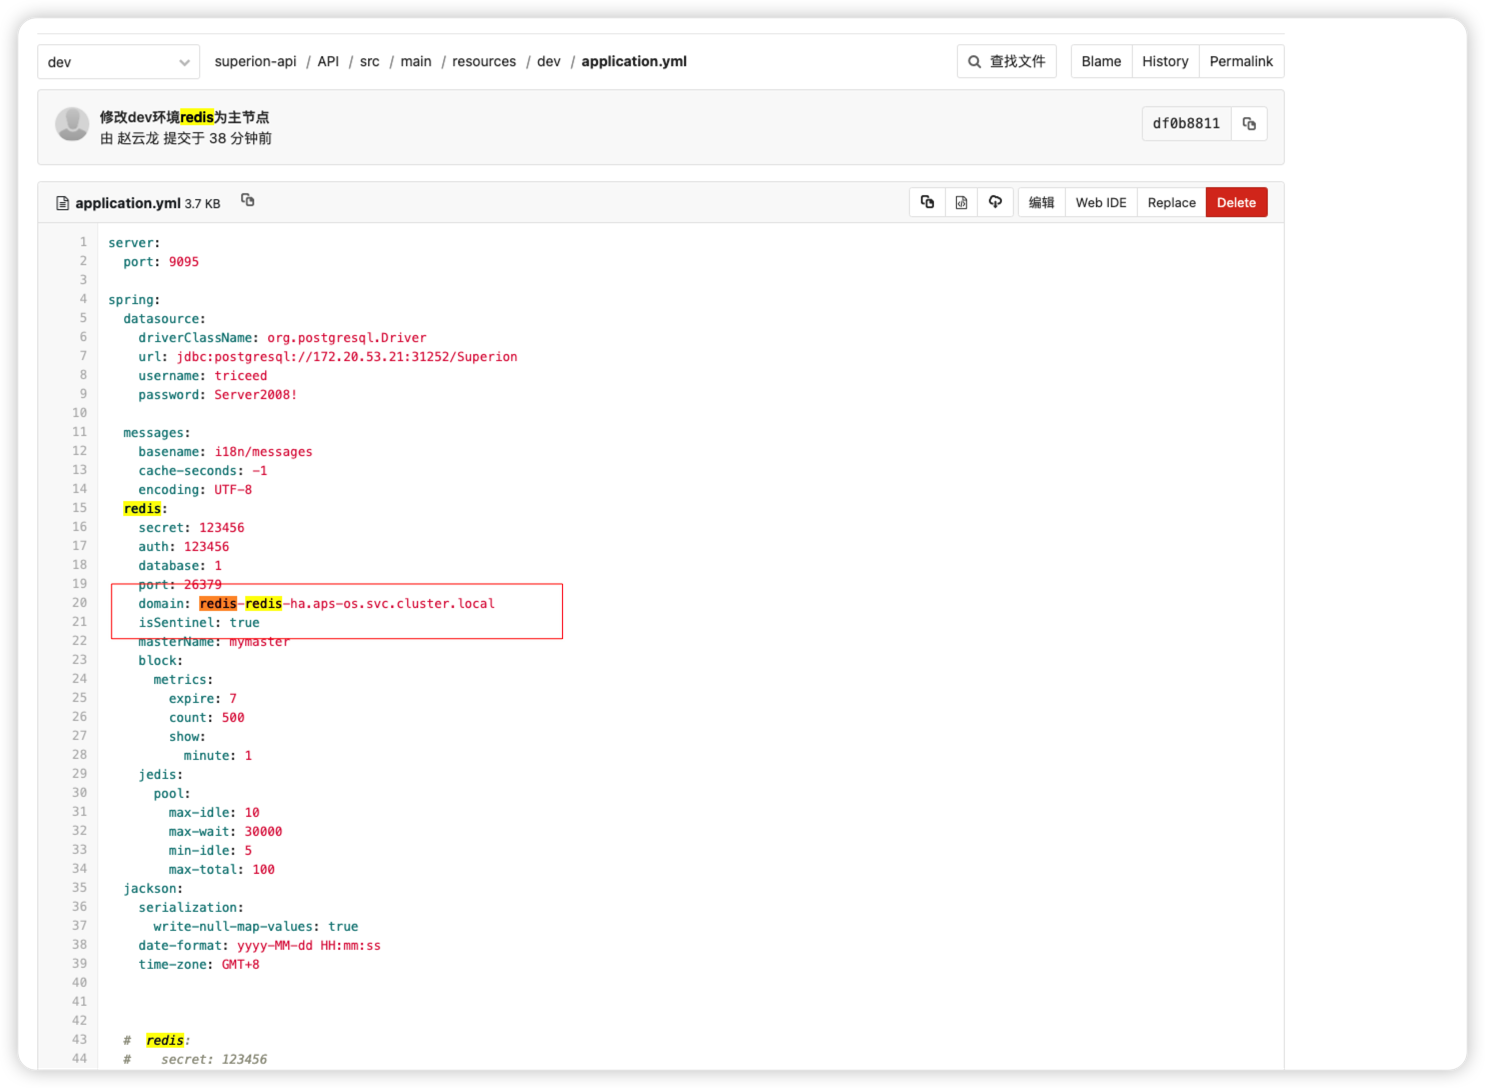 dev superion-api / API / src / main / resources / dev / application.yml 查找文件 Blame History Permalink
修改dev环境redis为主节点
由 赵云龙 提交于 38 分钟前
df0b8811
application.yml 3.7 KB 编辑 Web IDE Replace Delete
1 server:
2 port: 9095
3
4 spring:
5 datasource:
6 driverClassName: org.postgresql.Driver
7 url: jdbc:postgresql://172.20.53.21:31252/Superion
8 username: triceed
9 password: Server2008!
10
11 messages:
12 basename: i18n/messages
13 cache-seconds: -1
14 encoding: UTF-8
15 redis:
16 secret: 123456
17 auth: 123456
18 database: 1
19 port: 26379
20 domain: redis-redis-ha.aps-os.svc.cluster.local
21 isSentinel: true
22 masterName: mymaster
23 block:
24 metrics:
25 expire: 7
26 count: 500
27 show:
28 minute: 1
29 jedis:
30 pool:
31 max-idle: 10
32 max-wait: 30000
33 min-idle: 5
34 max-total: 100
35 jackson:
36 serialization:
37 write-null-map-values: true
38 date-format: yyyy-MM-dd HH:mm:ss
39 time-zone: GMT+8
40
41
42
43 # redis:
44 # secret: 123456